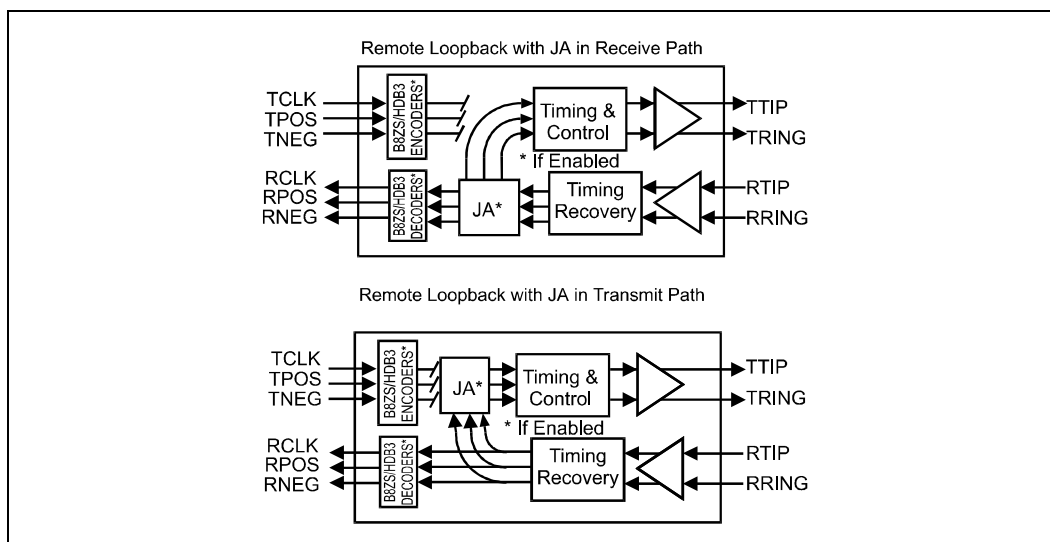 Remote Loopback with JA in Receive Path
TCLK
TPOS
TNEG
B8ZS/HDB3
ENCODERS*
Timing &
Control
TTIP
TRING
* If Enabled
RCLK
RPOS
RNEG
B8ZS/HDB3
DECODERS*
JA*
Timing
Recovery
RTIP
RRING
Remote Loopback with JA in Transmit Path
TCLK
TPOS
TNEG
B8ZS/HDB3
ENCODERS*
JA*
Timing &
Control
TTIP
TRING
* If Enabled
RCLK
RPOS
RNEG
B8ZS/HDB3
DECODERS*
Timing
Recovery
RTIP
RRING